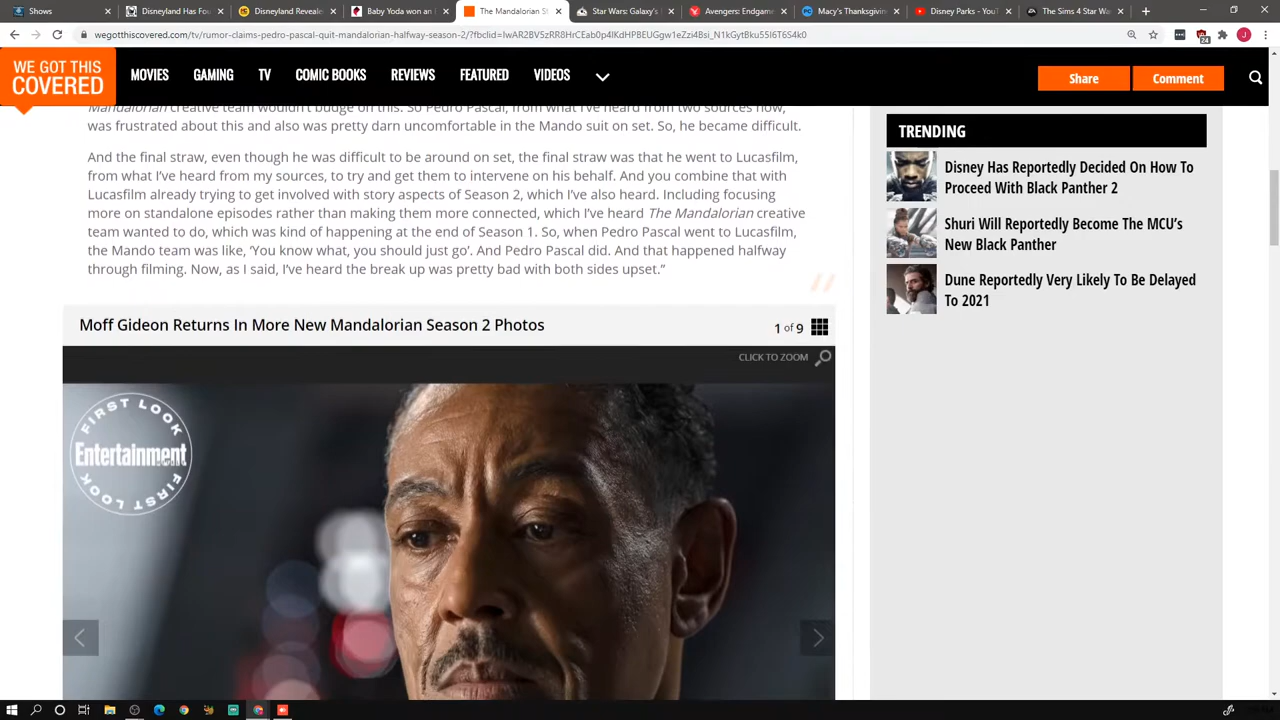 Shows
Disneyland Has Fou
Disneyland Reveale
Baby Yoda won an
The Mandalorian S
Star Wars: Galaxy's
Avengers: Endgam
Macy's Thanksgivin
Disney Parks - YouT
The Sims 4 Star Wa
wegotthiscovered.com/tv/rumor-claims-pedro-pascal-quit-mandalorian-halfway-season-2/?fbclid=IwAR2BV5zRR8HrCEab0p4IKdHPBEUGgw1eZzi48si_N1kGytBku55I6T6S4k0
24
J
WE GOT THIS
COVERED
MOVIES
GAMING
TV
COMIC BOOKS
REVIEWS
FEATURED
VIDEOS
Share
Comment
Mandalorian creative team wouldn't budge on this. So Pedro Pascal, from what I've heard from two sources now,
was frustrated about this and also was pretty darn uncomfortable in the Mando suit on set. So, he became difficult.
And the final straw, even though he was difficult to be around on set, the final straw was that he went to Lucasfilm,
from what I've heard from my sources, to try and get them to intervene on his behalf. And you combine that with
Lucasfilm already trying to get involved with story aspects of Season 2, which I've also heard. Including focusing
more on standalone episodes rather than making them more connected, which I've heard The Mandalorian creative
team wanted to do, which was kind of happening at the end of Season 1. So, when Pedro Pascal went to Lucasfilm,
the Mando team was like, 'You know what, you should just go'. And Pedro Pascal did. And that happened halfway
through filming. Now, as I said, I've heard the break up was pretty bad with both sides upset."
Moff Gideon Returns In More New Mandalorian Season 2 Photos
1 of 9
CLICK TO ZOOM
FIRST LOOK
Entertainment
FIRST LOOK
TRENDING
Disney Has Reportedly Decided On How To
Proceed With Black Panther 2
Shuri Will Reportedly Become The MCU's
New Black Panther
Dune Reportedly Very Likely To Be Delayed
To 2021